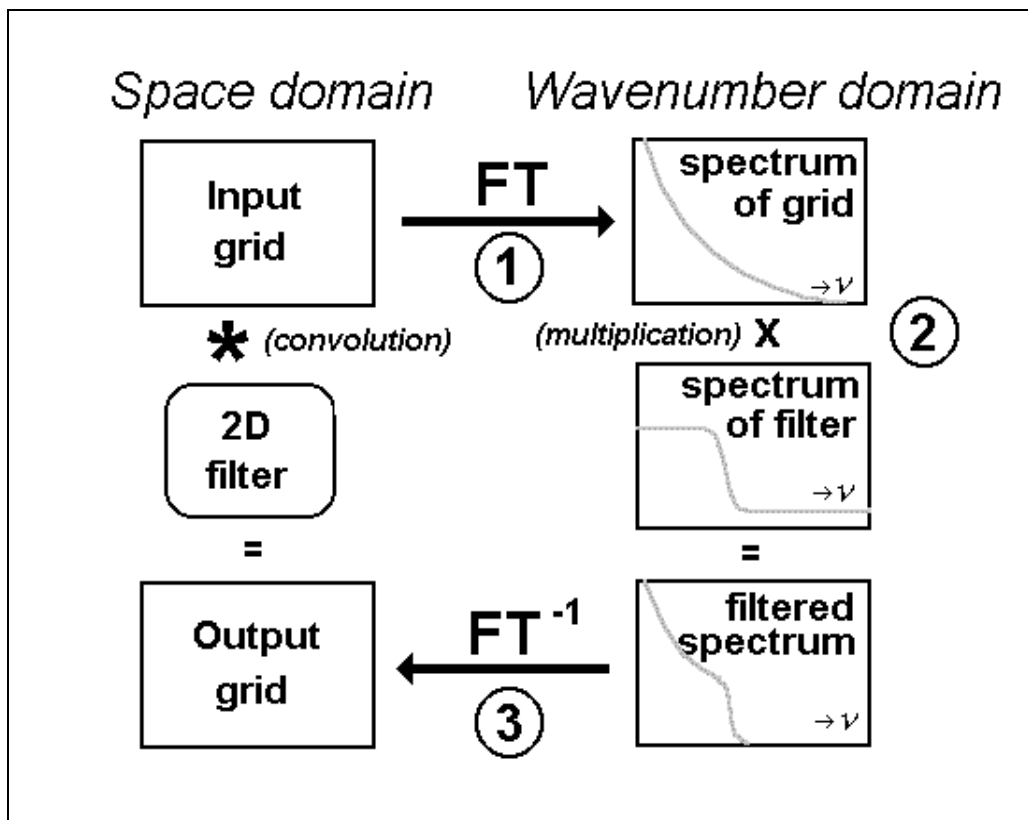 Space domain
Wavenumber domain
Input
grid
FT
1
spectrum
of grid
→ν
* (convolution)
(multiplication) X
2
2D
filter
spectrum
of filter
→ν
=
=
Output
grid
FT -1
3
filtered
spectrum
→ν